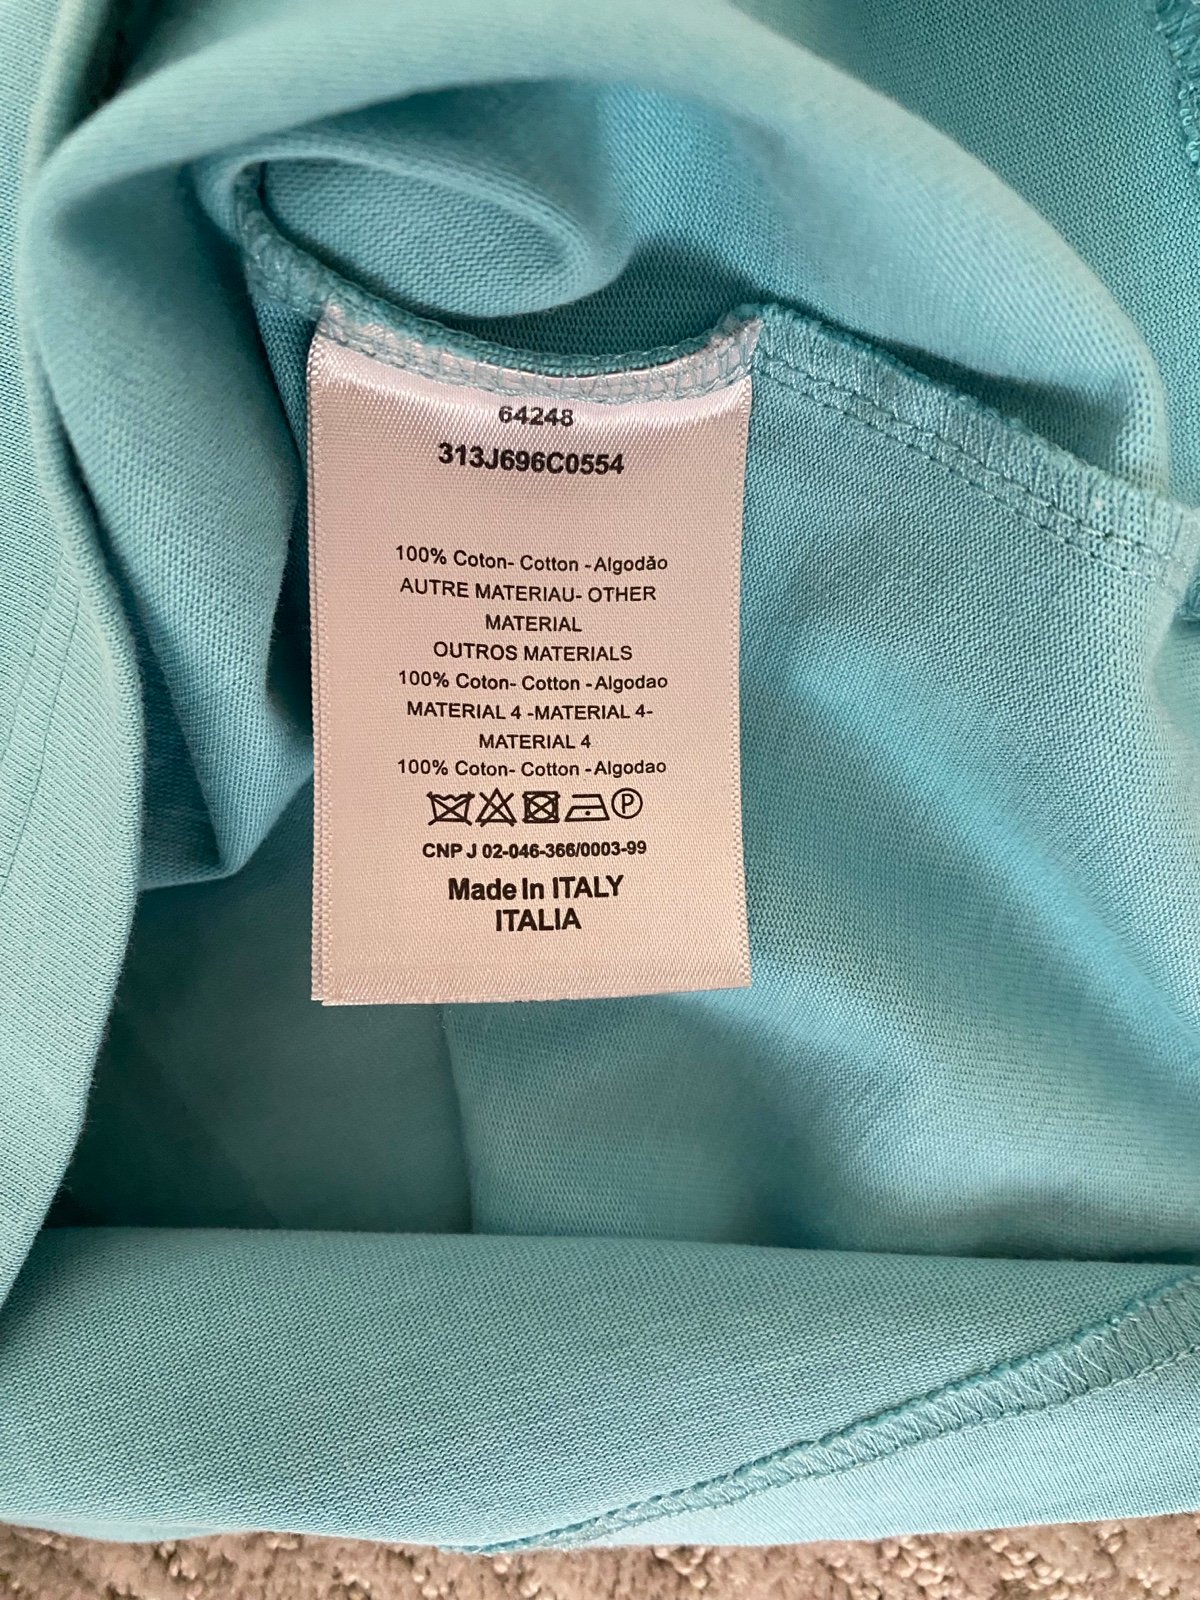 64248
313J696C0554
100% Coton- Cotton -Algodǎo
AUTRE MATERIAU- OTHER
MATERIAL
OUTROS MATERIALS
100% Coton- Cotton -Algodao
MATERIAL 4 -MATERIAL 4-
MATERIAL 4
100% Coton- Cotton -Algodao
P
CNP J 02-046-366/0003-99
Made In ITALY
ITALIA